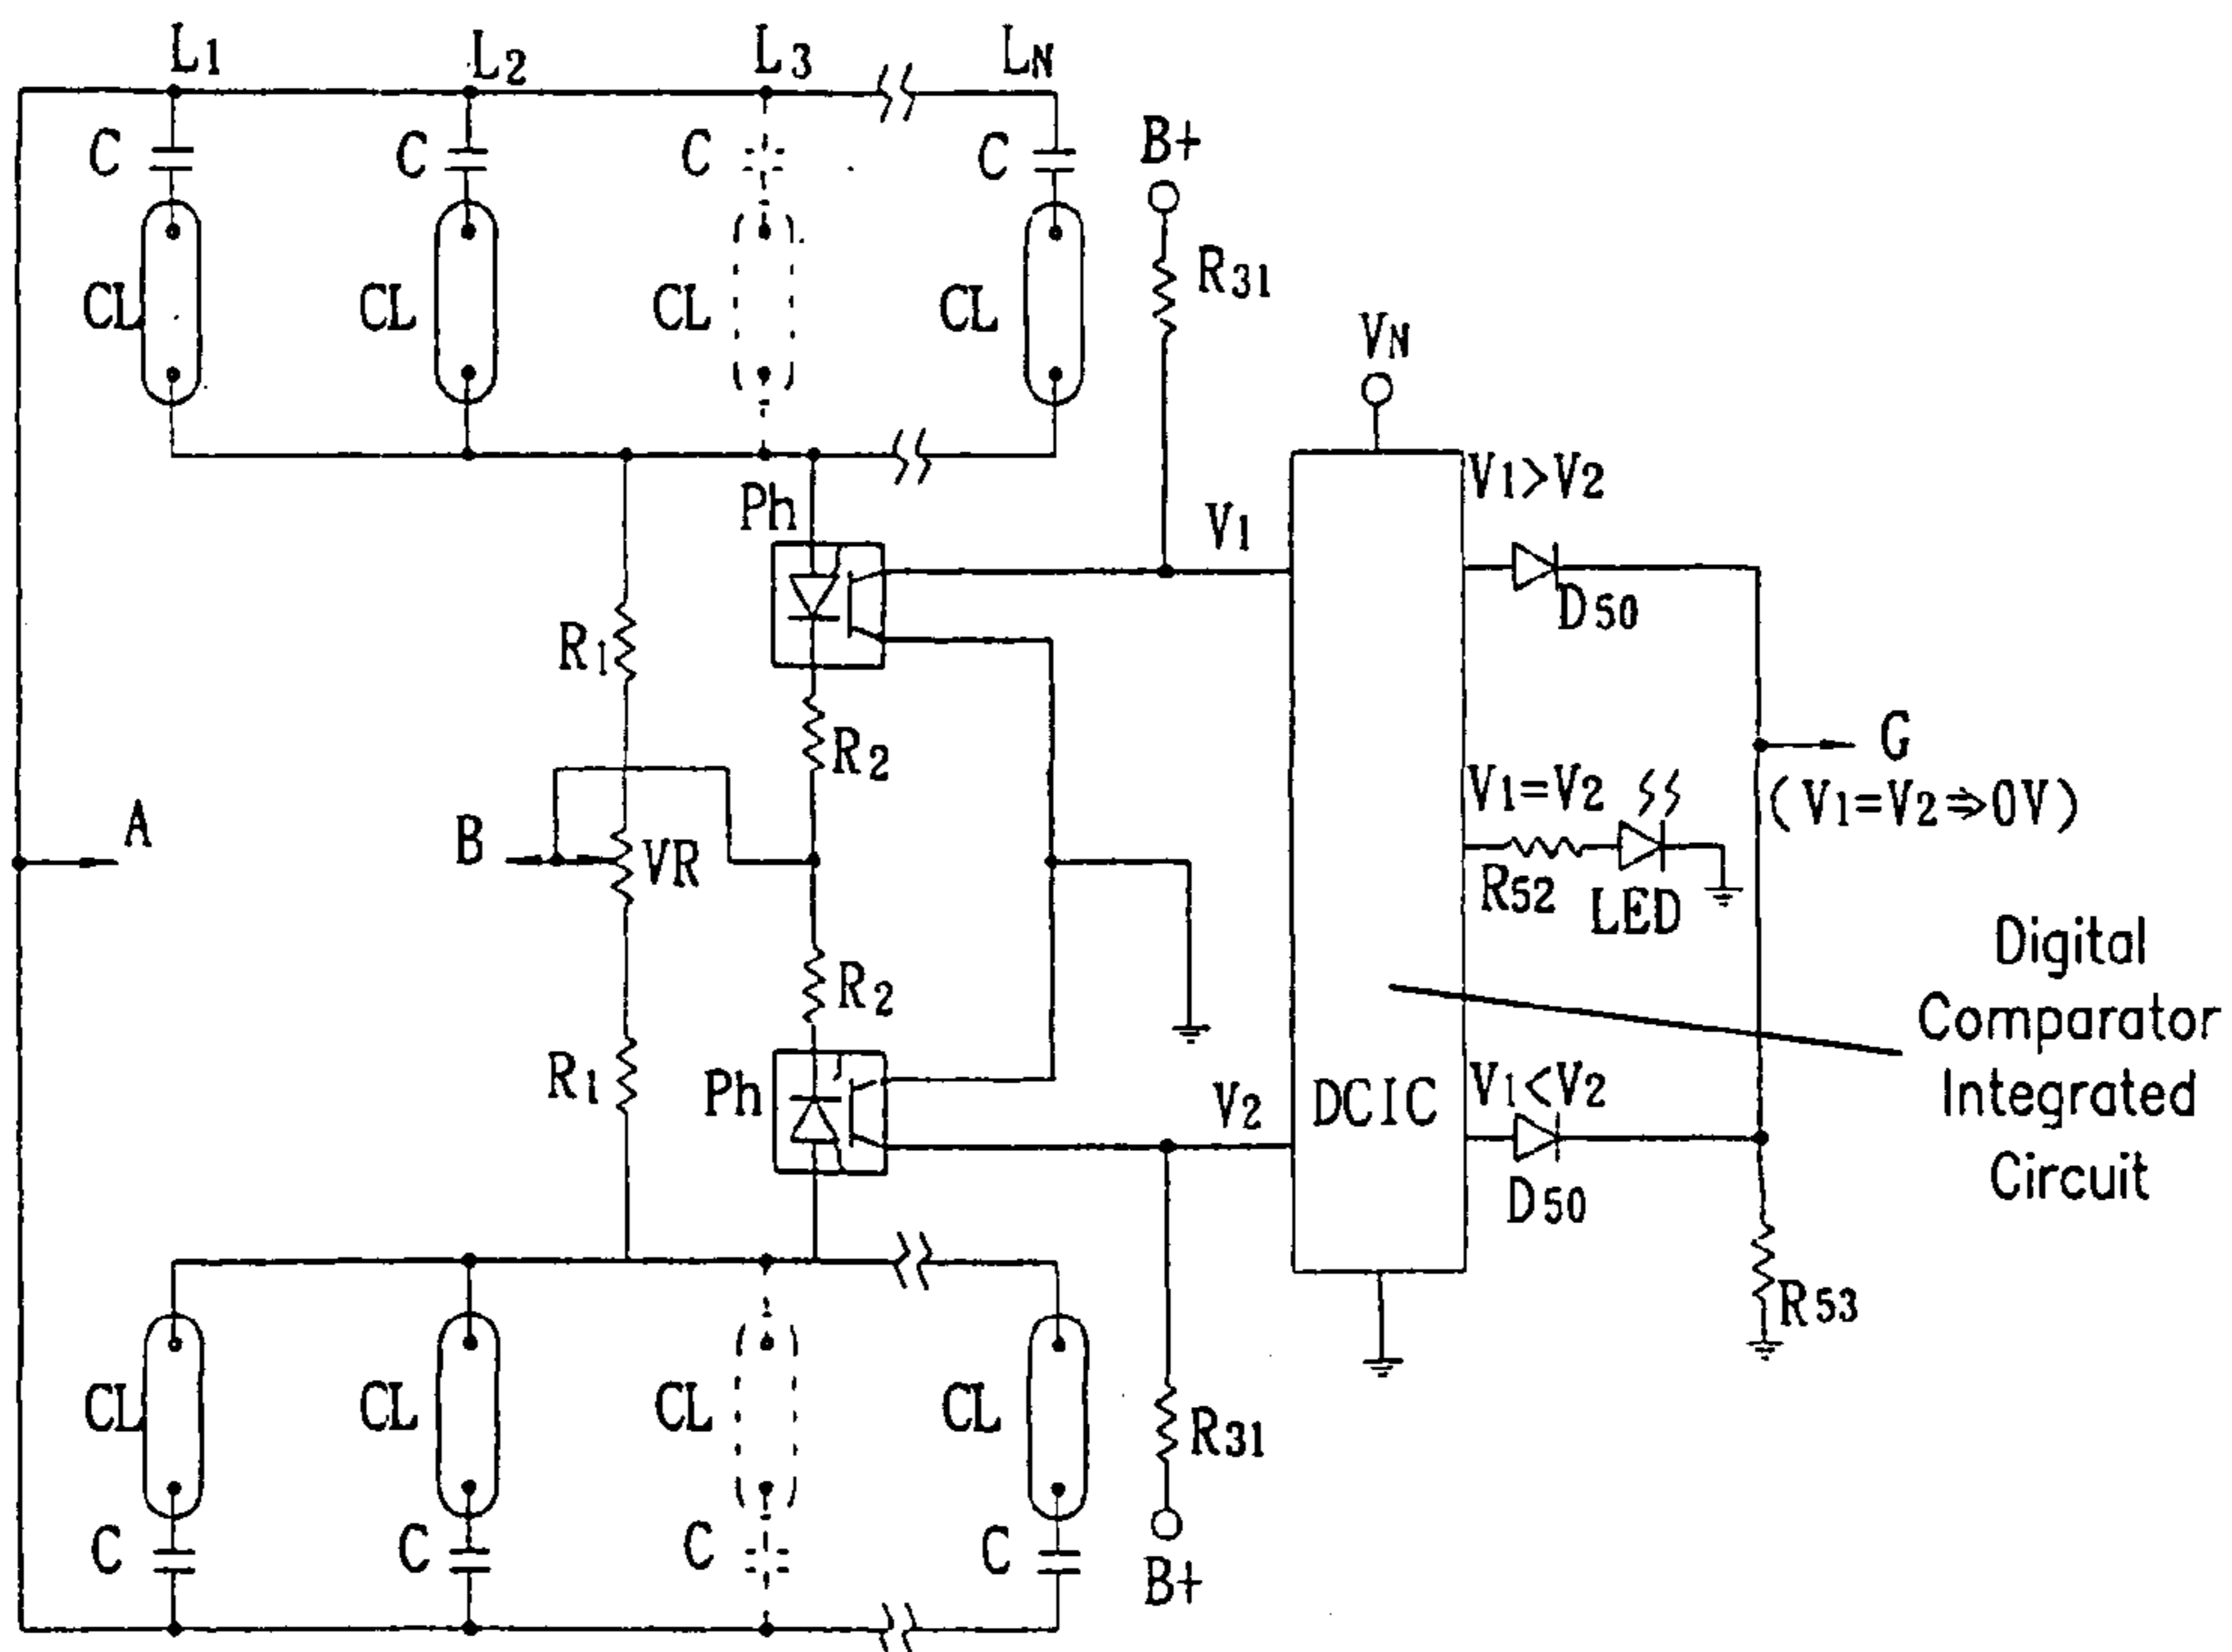 L1 L2 L3 LN
C C C C B+
CL CL CL CL R31
VN
Ph V1 V1>V2
D50
R1 R2
G
V1=V2 (V1=V2⇒0V)
A B VR
R52 LED
R2
Digital
Comparator
Integrated
Circuit
R1 Ph V2 DCIC V1<V2
D50
R53
CL CL CL CL R31
C C C C B+